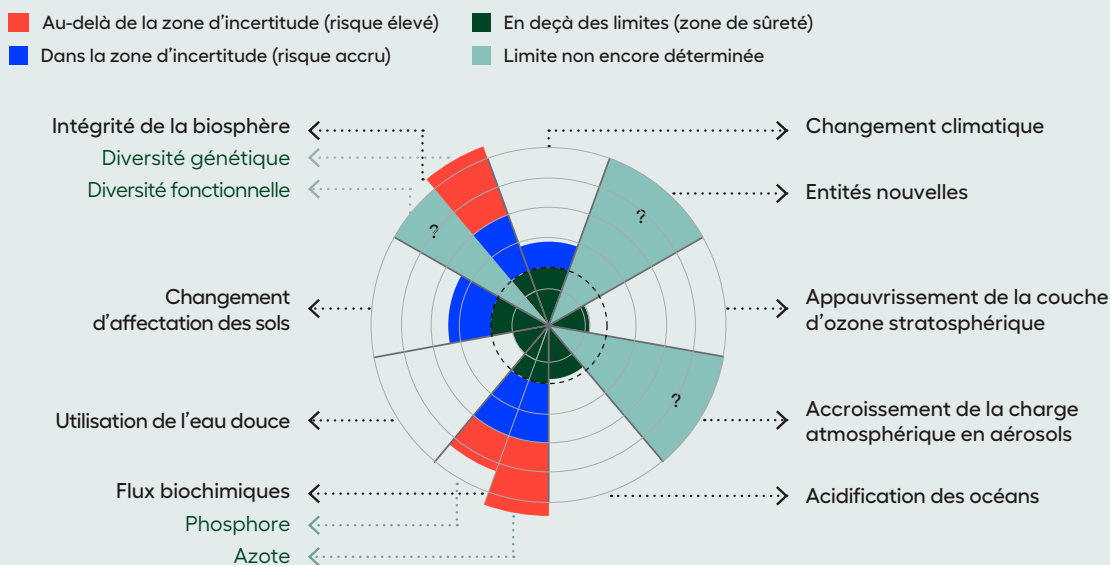 Au-delà de la zone d'incertitude (risque élevé)
Dans la zone d'incertitude (risque accru)
En deçà des limites (zone de sûreté)
Limite non encore déterminée
Intégrité de la biosphère
Diversité génétique
Diversité fonctionnelle
Changement
d'affectation des sols
Utilisation de l'eau douce
Flux biochimiques
Phosphore
Azote
?
?
?
Changement climatique
Entités nouvelles
Appauvrissement de la couche
d'ozone stratosphérique
Accroissement de la charge
atmosphérique en aérosols
Acidification des océans